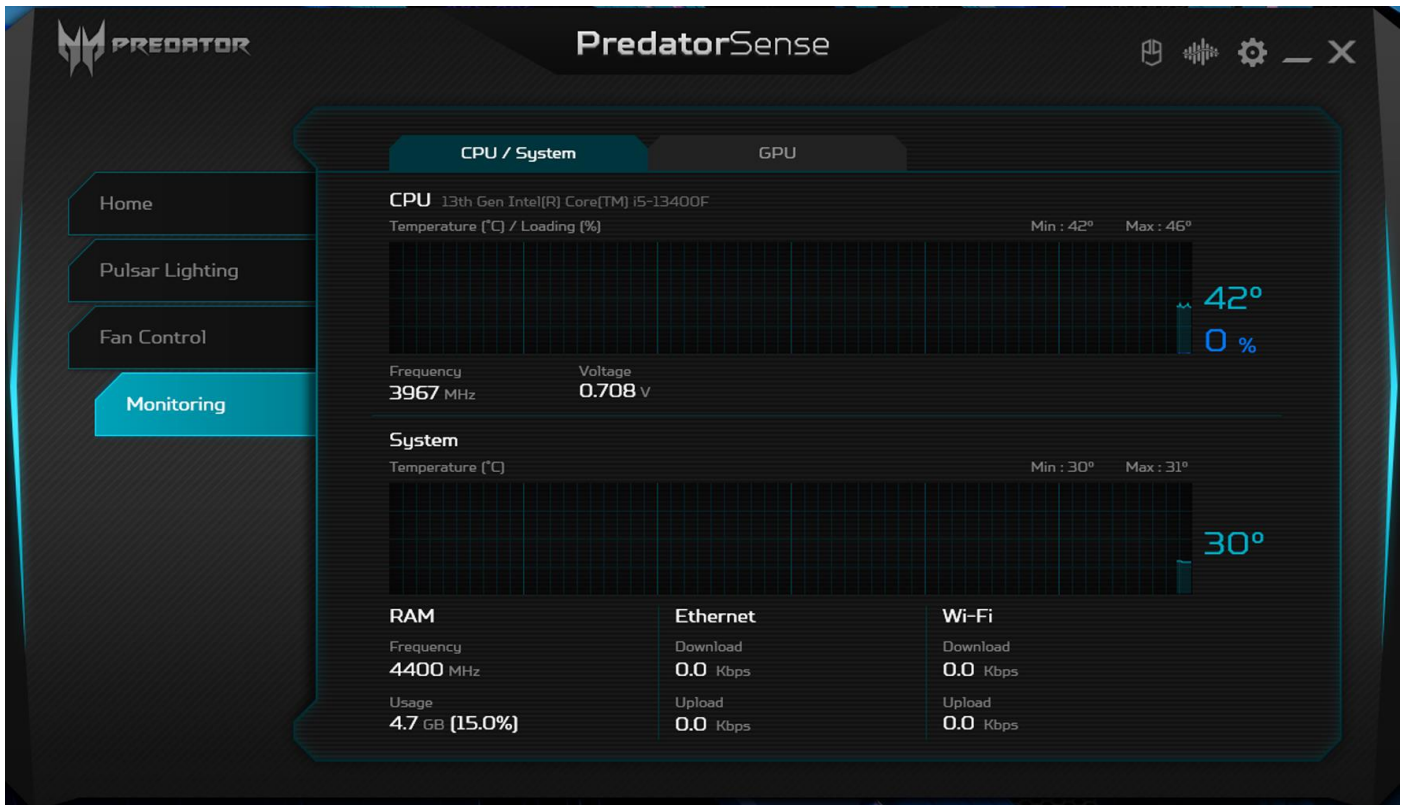 PREDATOR
PredatorSense
CPU / System
GPU
Home
Pulsar Lighting
Fan Control
Monitoring
CPU 13th Gen Intel(R) Core(TM) i5-13400F
Temperature (°C) / Loading (%) Min : 42° Max : 46°
42°
0 %
Frequency Voltage
3967 MHz 0.708 V
System
Temperature (°C) Min : 30° Max : 31°
30°
RAM Ethernet Wi-Fi
Frequency Download Download
4400 MHz 0.0 Kbps 0.0 Kbps
Usage Upload Upload
4.7 GB (15.0%) 0.0 Kbps 0.0 Kbps